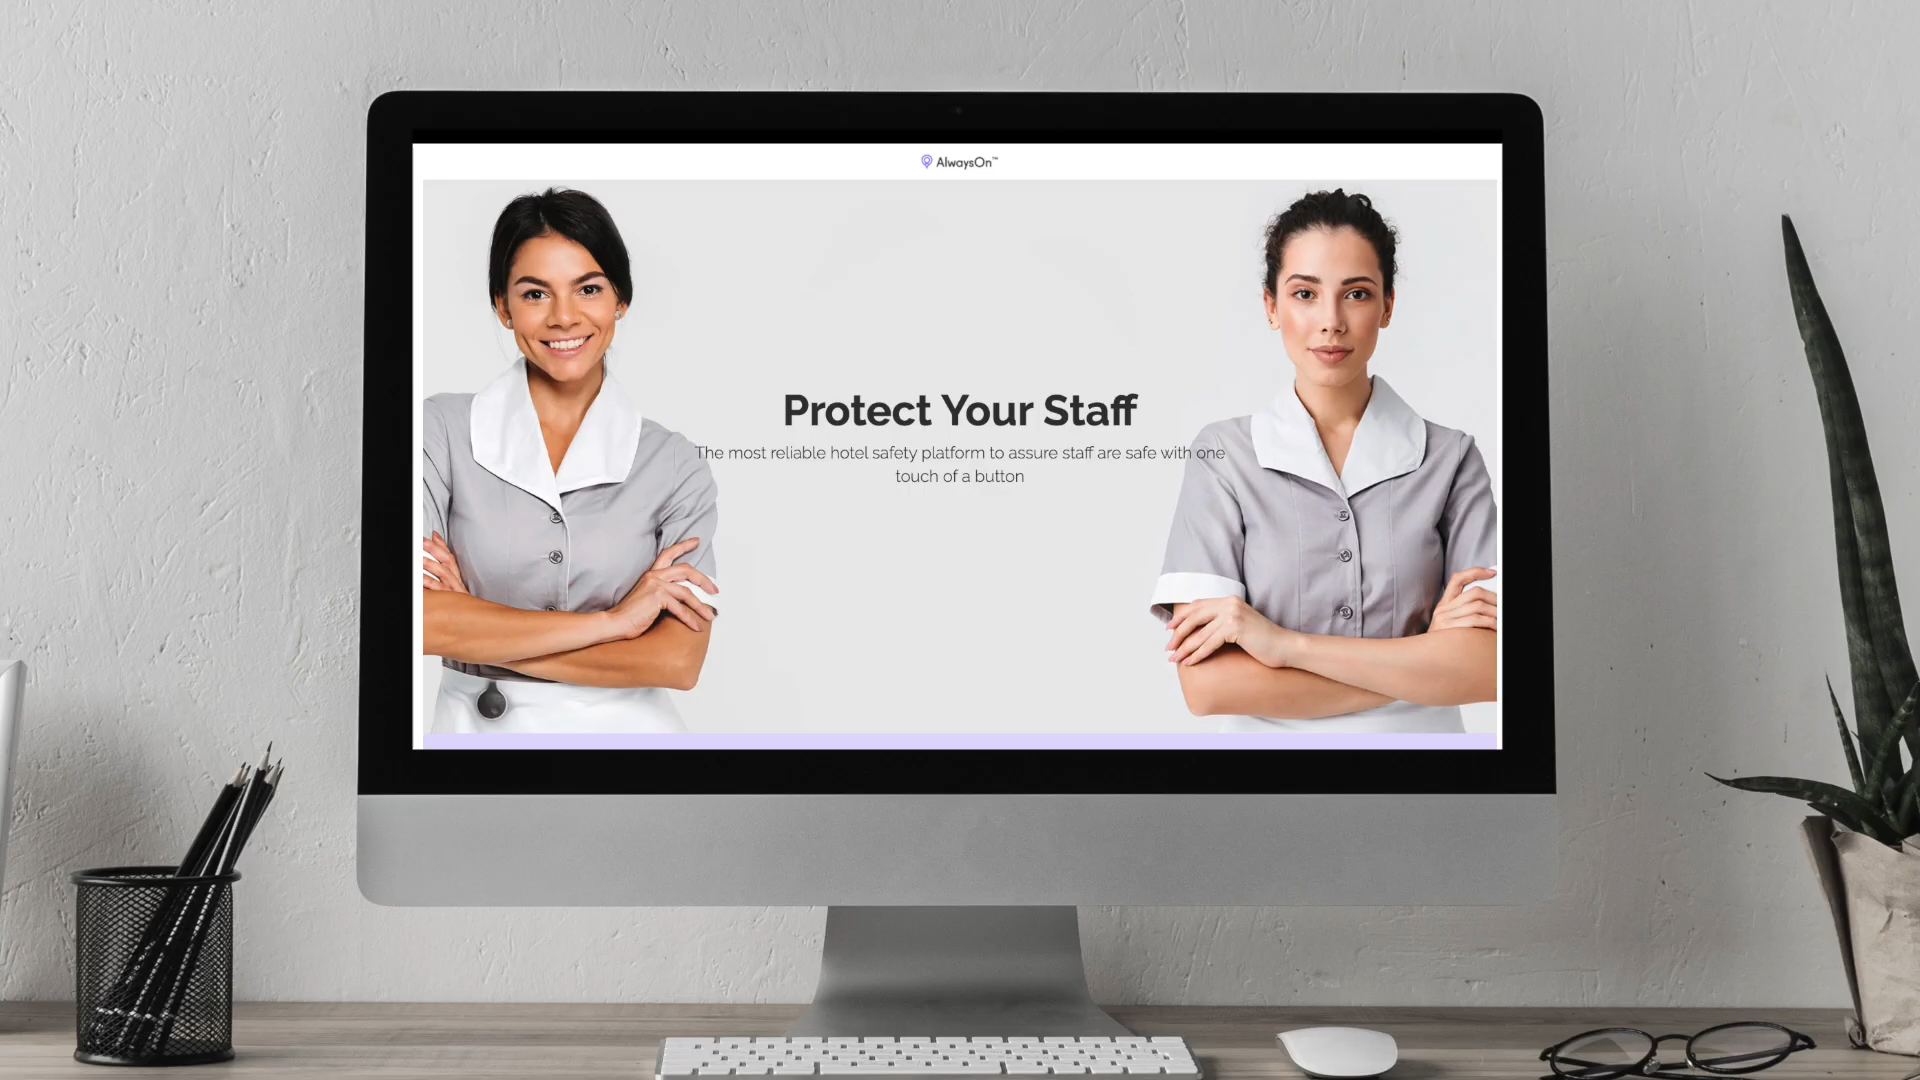 AlwaysOn™
Protect Your Staff
The most reliable hotel safety platform to assure staff are safe with one
touch of a button